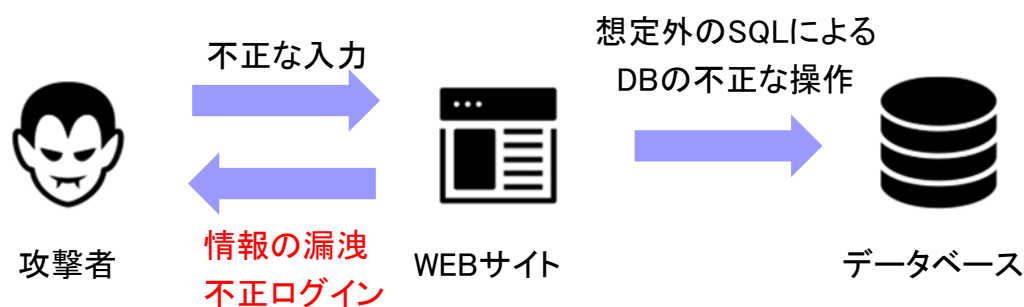 不正な入力
想定外のSQLによる
DBの不正な操作
情報の漏洩
不正ログイン
攻撃者
WEBサイト
データベース